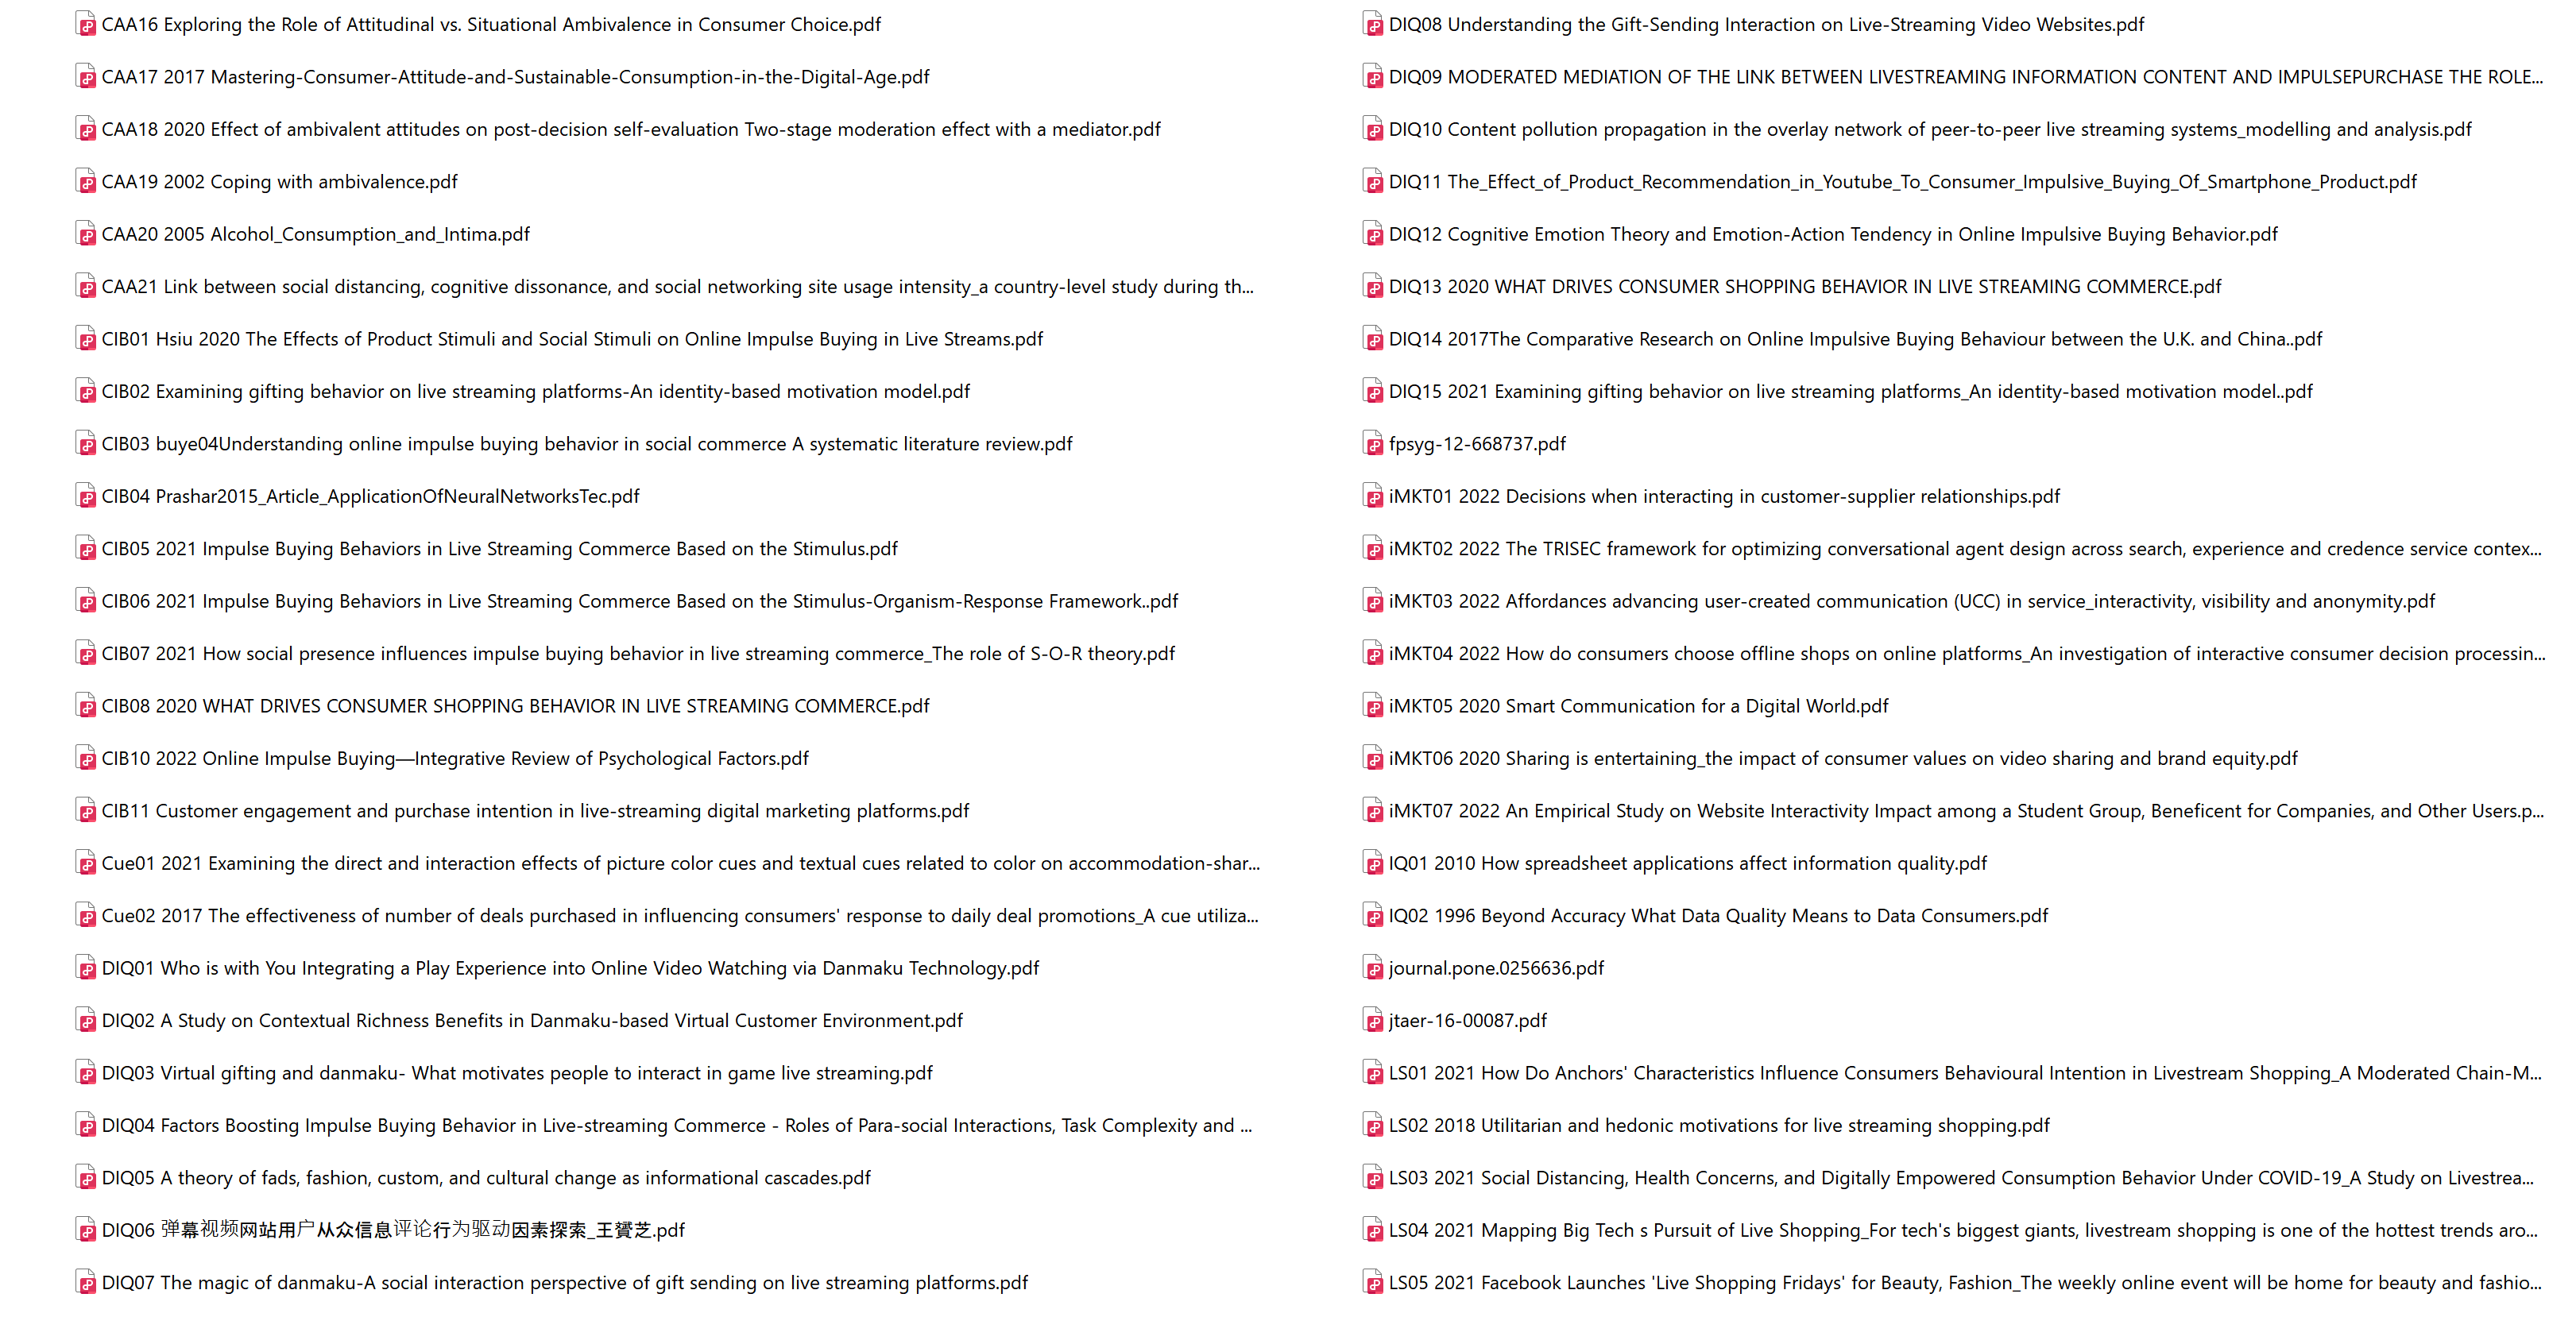 CAA16 Exploring the Role of Attitudinal vs. Situational Ambivalence in Consumer Choice.pdf
CAA17 2017 Mastering-Consumer-Attitude-and-Sustainable-Consumption-in-the-Digital-Age.pdf
CAA18 2020 Effect of ambivalent attitudes on post-decision self-evaluation Two-stage moderation effect with a mediator.pdf
CAA19 2002 Coping with ambivalence.pdf
CAA20 2005 Alcohol_Consumption_and_Intima.pdf
CAA21 Link between social distancing, cognitive dissonance, and social networking site usage intensity_a country-level study during th...
CIB01 Hsiu 2020 The Effects of Product Stimuli and Social Stimuli on Online Impulse Buying in Live Streams.pdf
CIB02 Examining gifting behavior on live streaming platforms-An identity-based motivation model.pdf
CIB03 buye04Understanding online impulse buying behavior in social commerce A systematic literature review.pdf
CIB04 Prashar2015_Article_ApplicationOfNeuralNetworksTec.pdf
CIB05 2021 Impulse Buying Behaviors in Live Streaming Commerce Based on the Stimulus.pdf
CIB06 2021 Impulse Buying Behaviors in Live Streaming Commerce Based on the Stimulus-Organism-Response Framework..pdf
CIB07 2021 How social presence influences impulse buying behavior in live streaming commerce_The role of S-O-R theory.pdf
CIB08 2020 WHAT DRIVES CONSUMER SHOPPING BEHAVIOR IN LIVE STREAMING COMMERCE.pdf
CIB10 2022 Online Impulse Buying—Integrative Review of Psychological Factors.pdf
CIB11 Customer engagement and purchase intention in live-streaming digital marketing platforms.pdf
Cue01 2021 Examining the direct and interaction effects of picture color cues and textual cues related to color on accommodation-shar...
Cue02 2017 The effectiveness of number of deals purchased in influencing consumers' response to daily deal promotions_A cue utiliza...
DIQ01 Who is with You Integrating a Play Experience into Online Video Watching via Danmaku Technology.pdf
DIQ02 A Study on Contextual Richness Benefits in Danmaku-based Virtual Customer Environment.pdf
DIQ03 Virtual gifting and danmaku- What motivates people to interact in game live streaming.pdf
DIQ04 Factors Boosting Impulse Buying Behavior in Live-streaming Commerce - Roles of Para-social Interactions, Task Complexity and ...
DIQ05 A theory of fads, fashion, custom, and cultural change as informational cascades.pdf
DIQ06 弹幕视频网站用户从众信息评论行为驱动因素探索_王贇芝.pdf
DIQ07 The magic of danmaku-A social interaction perspective of gift sending on live streaming platforms.pdf
DIQ08 Understanding the Gift-Sending Interaction on Live-Streaming Video Websites.pdf
DIQ09 MODERATED MEDIATION OF THE LINK BETWEEN LIVESTREAMING INFORMATION CONTENT AND IMPULSEPURCHASE THE ROLE...
DIQ10 Content pollution propagation in the overlay network of peer-to-peer live streaming systems_modelling and analysis.pdf
DIQ11 The_Effect_of_Product_Recommendation_in_Youtube_To_Consumer_Impulsive_Buying_Of_Smartphone_Product.pdf
DIQ12 Cognitive Emotion Theory and Emotion-Action Tendency in Online Impulsive Buying Behavior.pdf
DIQ13 2020 WHAT DRIVES CONSUMER SHOPPING BEHAVIOR IN LIVE STREAMING COMMERCE.pdf
DIQ14 2017The Comparative Research on Online Impulsive Buying Behaviour between the U.K. and China..pdf
DIQ15 2021 Examining gifting behavior on live streaming platforms_An identity-based motivation model..pdf
fpsyg-12-668737.pdf
iMKT01 2022 Decisions when interacting in customer-supplier relationships.pdf
iMKT02 2022 The TRISEC framework for optimizing conversational agent design across search, experience and credence service contex...
iMKT03 2022 Affordances advancing user-created communication (UCC) in service_interactivity, visibility and anonymity.pdf
iMKT04 2022 How do consumers choose offline shops on online platforms_An investigation of interactive consumer decision processin...
iMKT05 2020 Smart Communication for a Digital World.pdf
iMKT06 2020 Sharing is entertaining_the impact of consumer values on video sharing and brand equity.pdf
iMKT07 2022 An Empirical Study on Website Interactivity Impact among a Student Group, Beneficent for Companies, and Other Users.p...
IQ01 2010 How spreadsheet applications affect information quality.pdf
IQ02 1996 Beyond Accuracy What Data Quality Means to Data Consumers.pdf
journal.pone.0256636.pdf
jtaer-16-00087.pdf
LS01 2021 How Do Anchors' Characteristics Influence Consumers Behavioural Intention in Livestream Shopping_A Moderated Chain-M...
LS02 2018 Utilitarian and hedonic motivations for live streaming shopping.pdf
LS03 2021 Social Distancing, Health Concerns, and Digitally Empowered Consumption Behavior Under COVID-19_A Study on Livestrea...
LS04 2021 Mapping Big Tech s Pursuit of Live Shopping_For tech's biggest giants, livestream shopping is one of the hottest trends aro...
LS05 2021 Facebook Launches 'Live Shopping Fridays' for Beauty, Fashion_The weekly online event will be home for beauty and fashio...